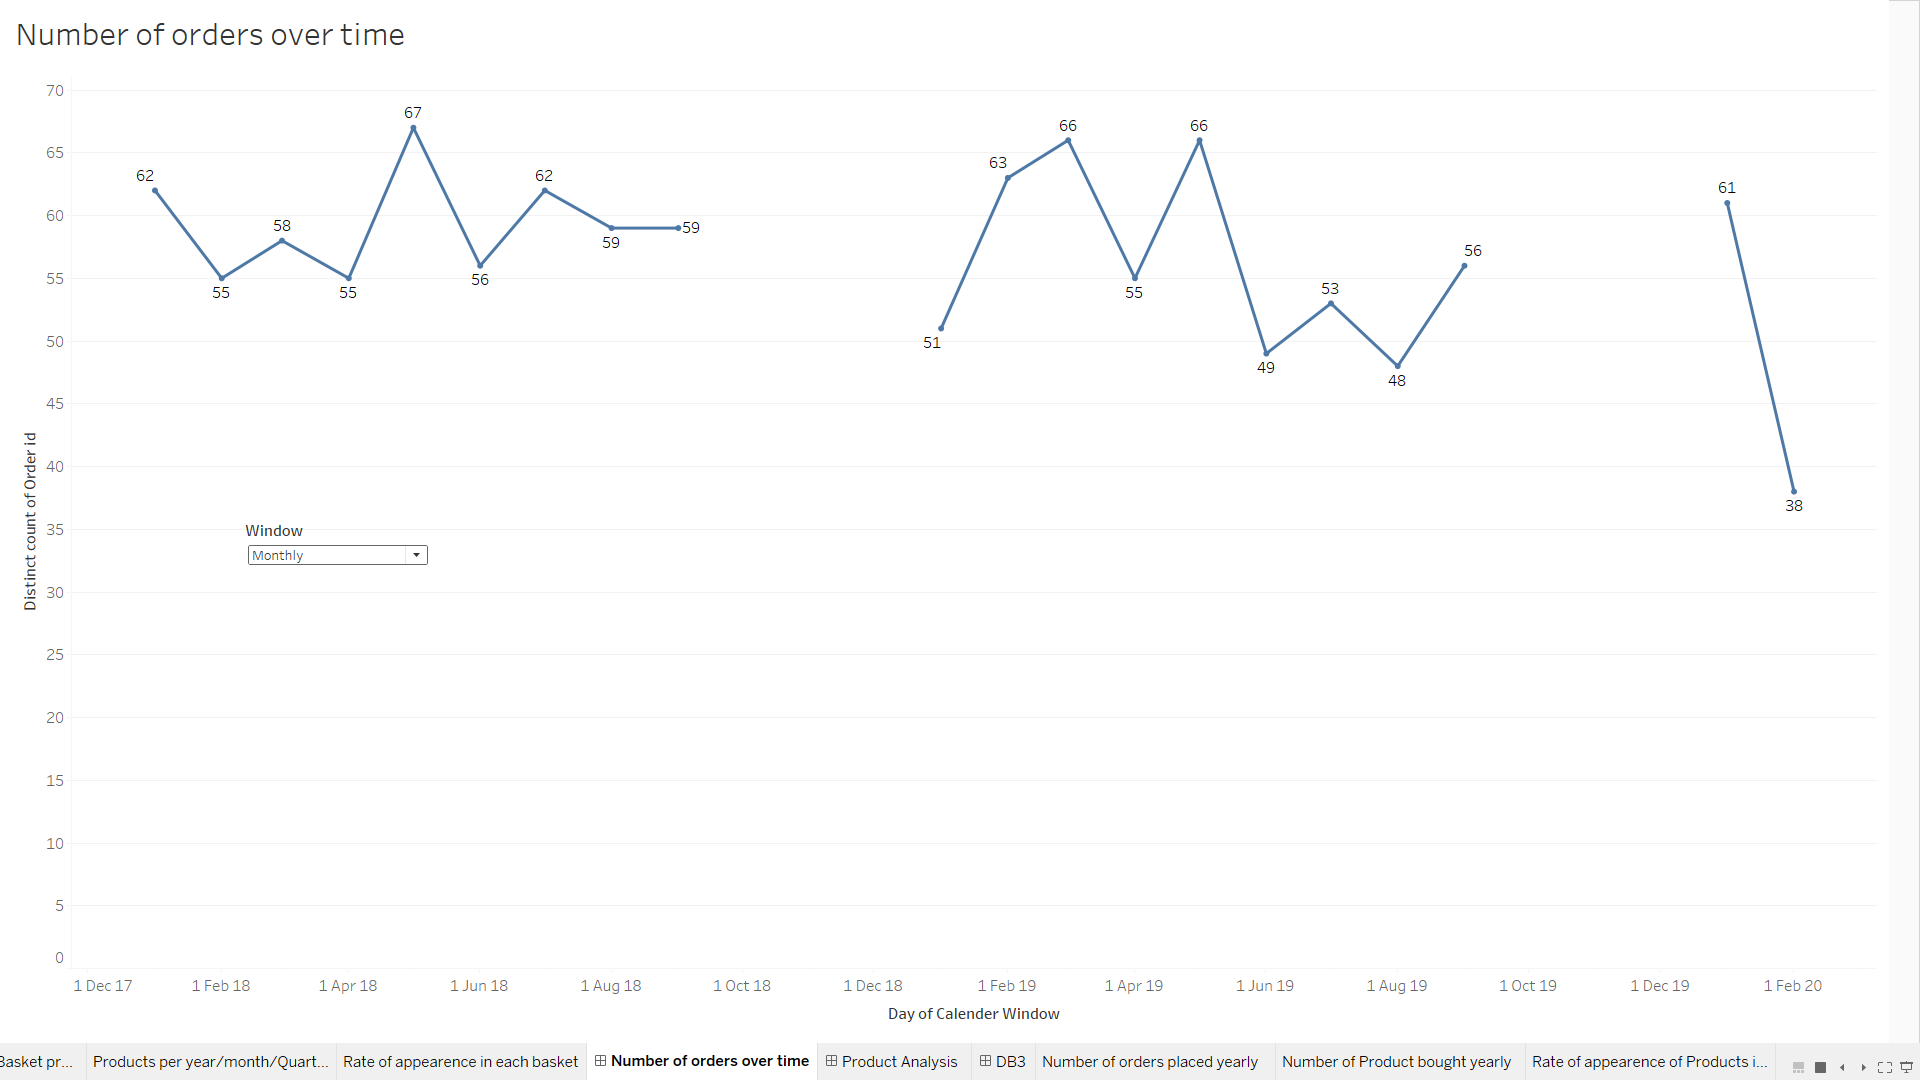 Number of orders over time
70
65
60
55
50
45
40
35
30
25
20
15
10
5
0
Distinct count of Order id
62
55
58
55
67
56
62
59
59
51
63
66
55
66
49
53
48
56
61
38
Window
Monthly
1 Dec 17
1 Feb 18
1 Apr 18
1 Jun 18
1 Aug 18
1 Oct 18
1 Dec 18
1 Feb 19
1 Apr 19
1 Jun 19
1 Aug 19
1 Oct 19
1 Dec 19
1 Feb 20
Day of Calender Window
Basket pr...
Products per year/month/Quart...
Rate of appearence in each basket
Number of orders over time
Product Analysis
DB3
Number of orders placed yearly
Number of Product bought yearly
Rate of appearence of Products i...